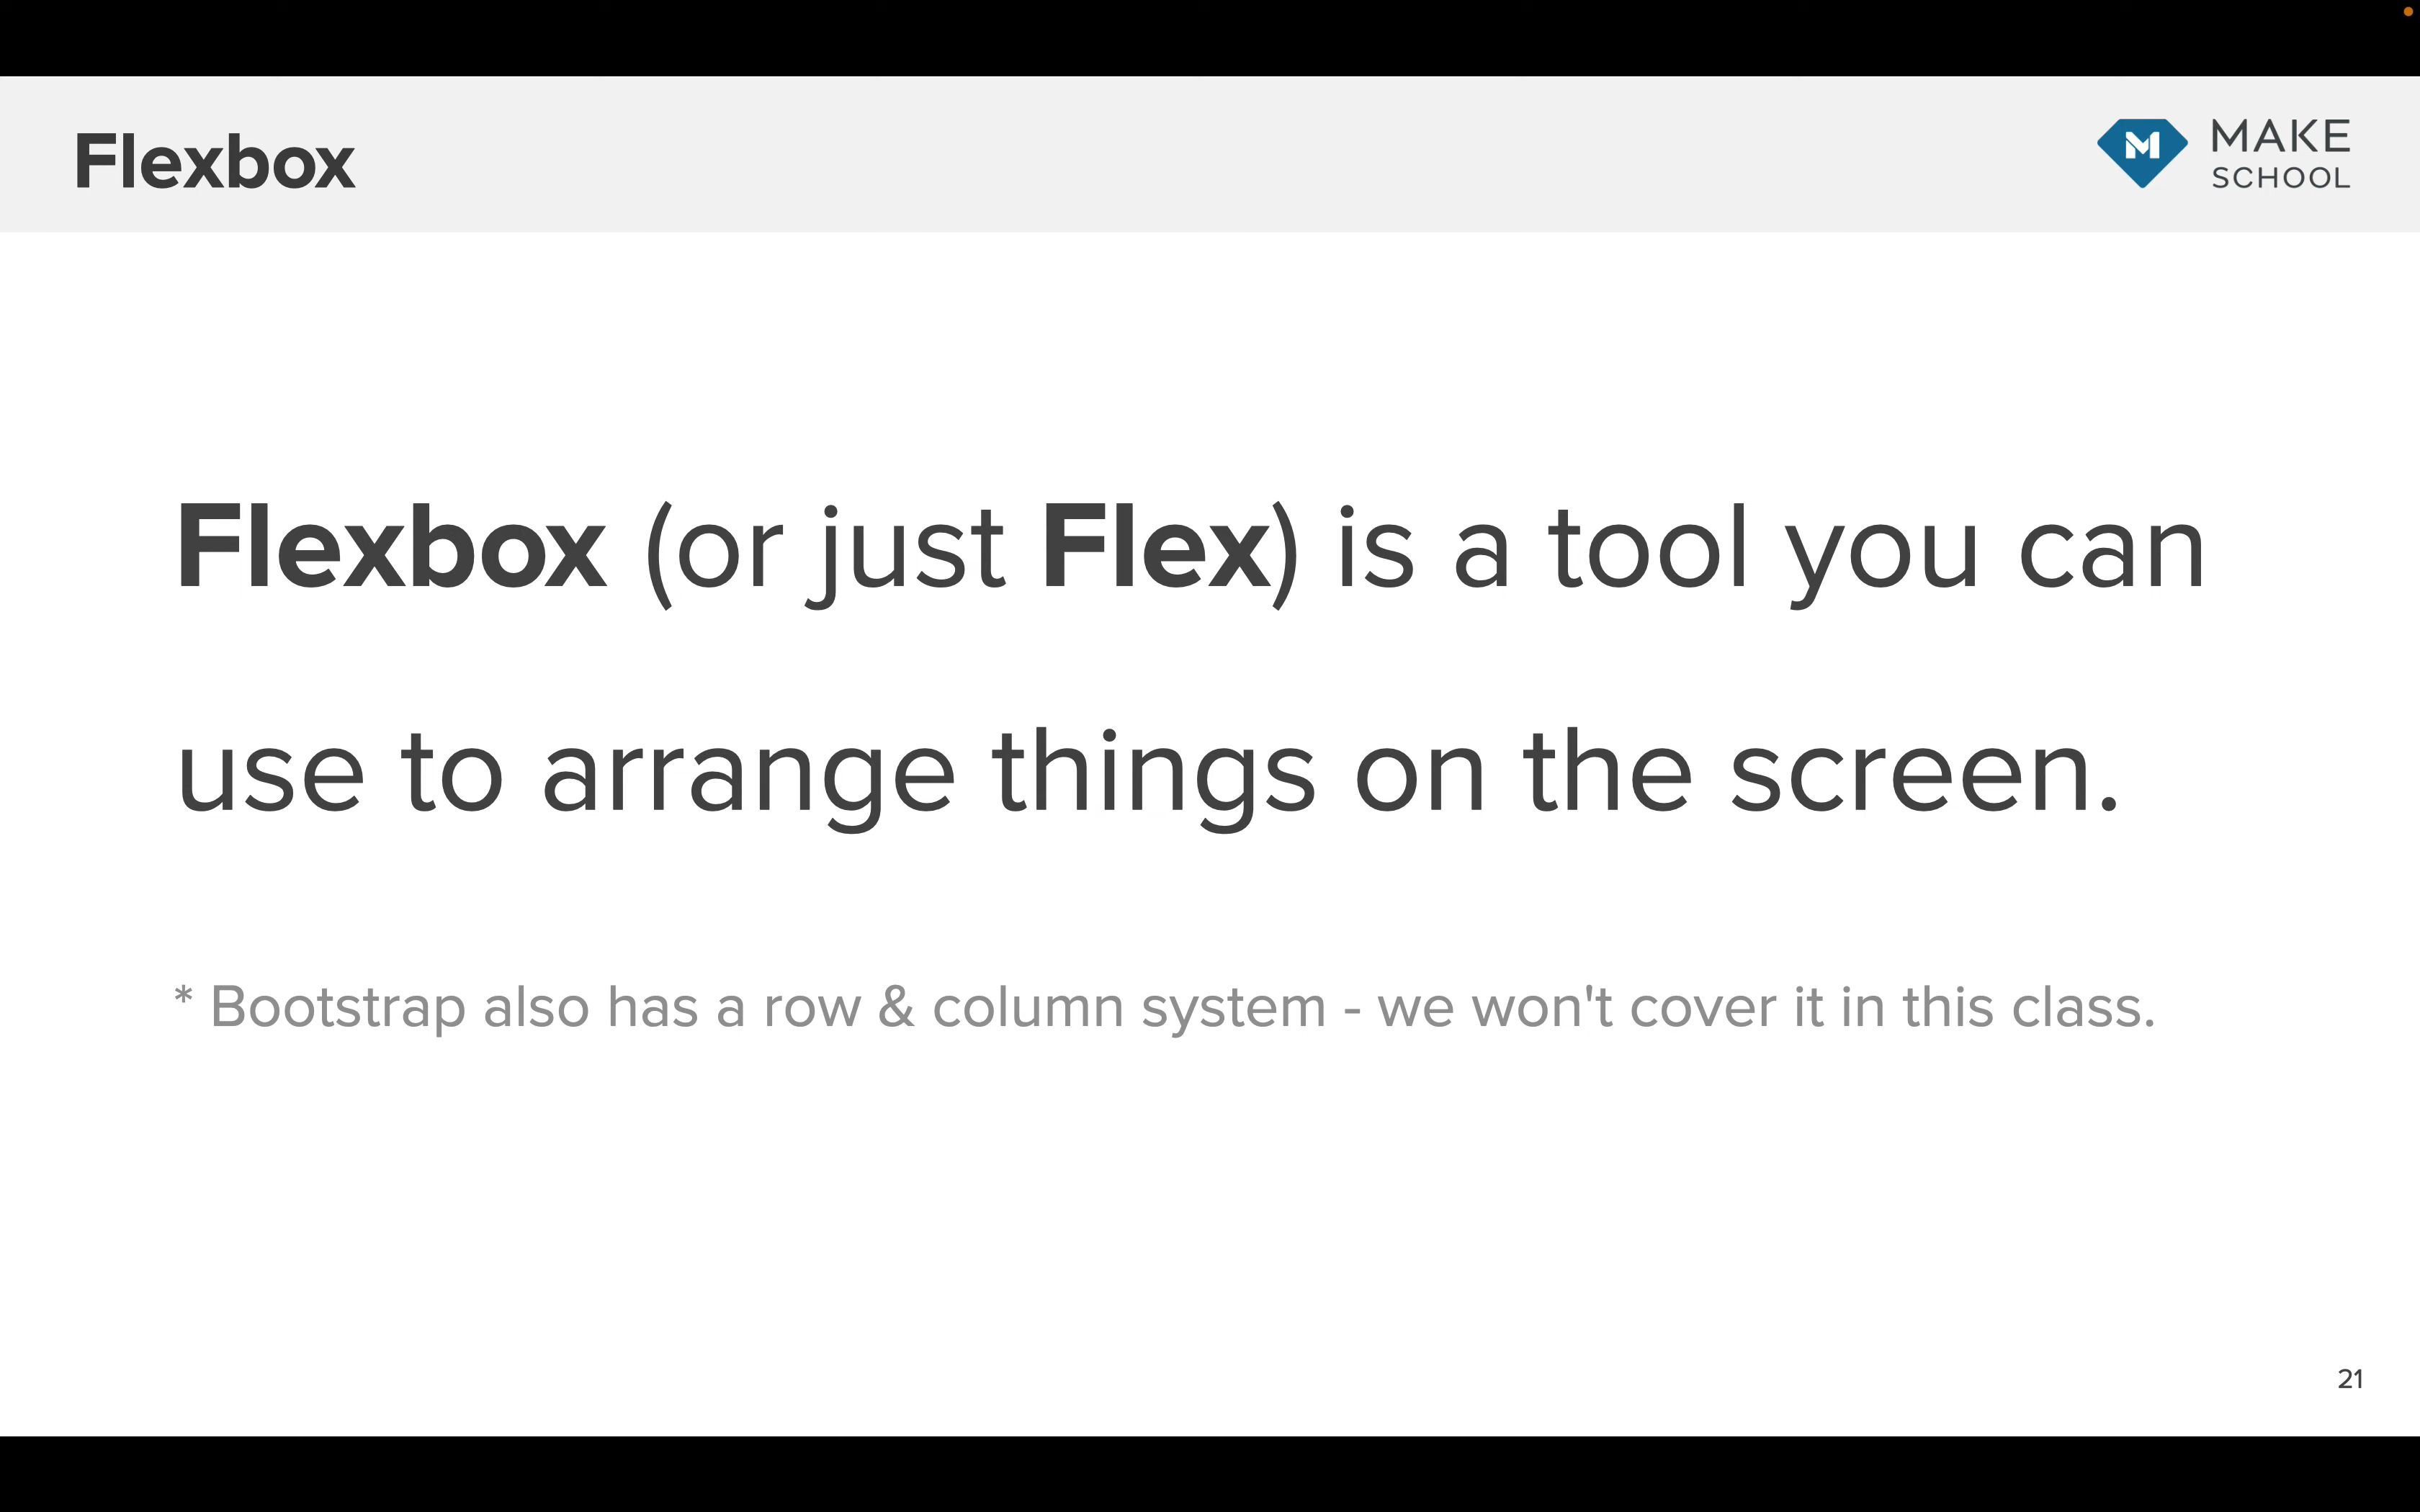 Flexbox
MAKE
SCHOOL
Flexbox (or just Flex) is a tool you can
use to arrange things on the screen.
* Bootstrap also has a row & column system - we won't cover it in this class.
21